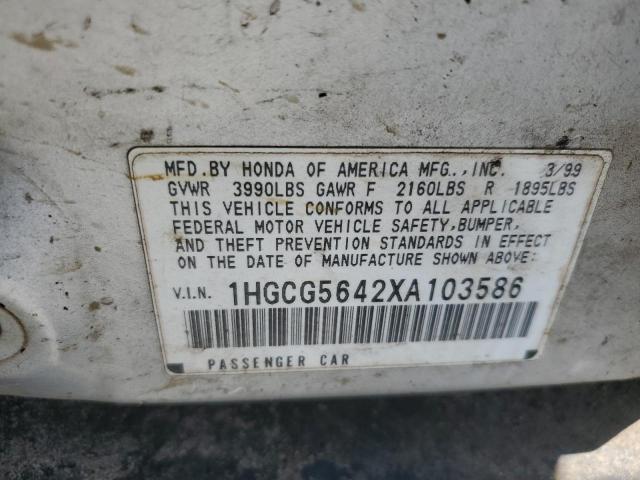 MFD.BY HONDA OF AMERICA MFG.,INC. 3/99
GVWR 3990LBS GAWR F 2160LBS R 1895LBS
THIS VEHICLE CONFORMS TO ALL APPLICABLE
FEDERAL MOTOR VEHICLE SAFETY,BUMPER,
AND THEFT PREVENTION STANDARDS IN EFFECT
ON THE DATE OF MANUFACTURE SHOWN ABOVE:
V.I.N. 1HGCG5642XA103586
PASSENGER CAR